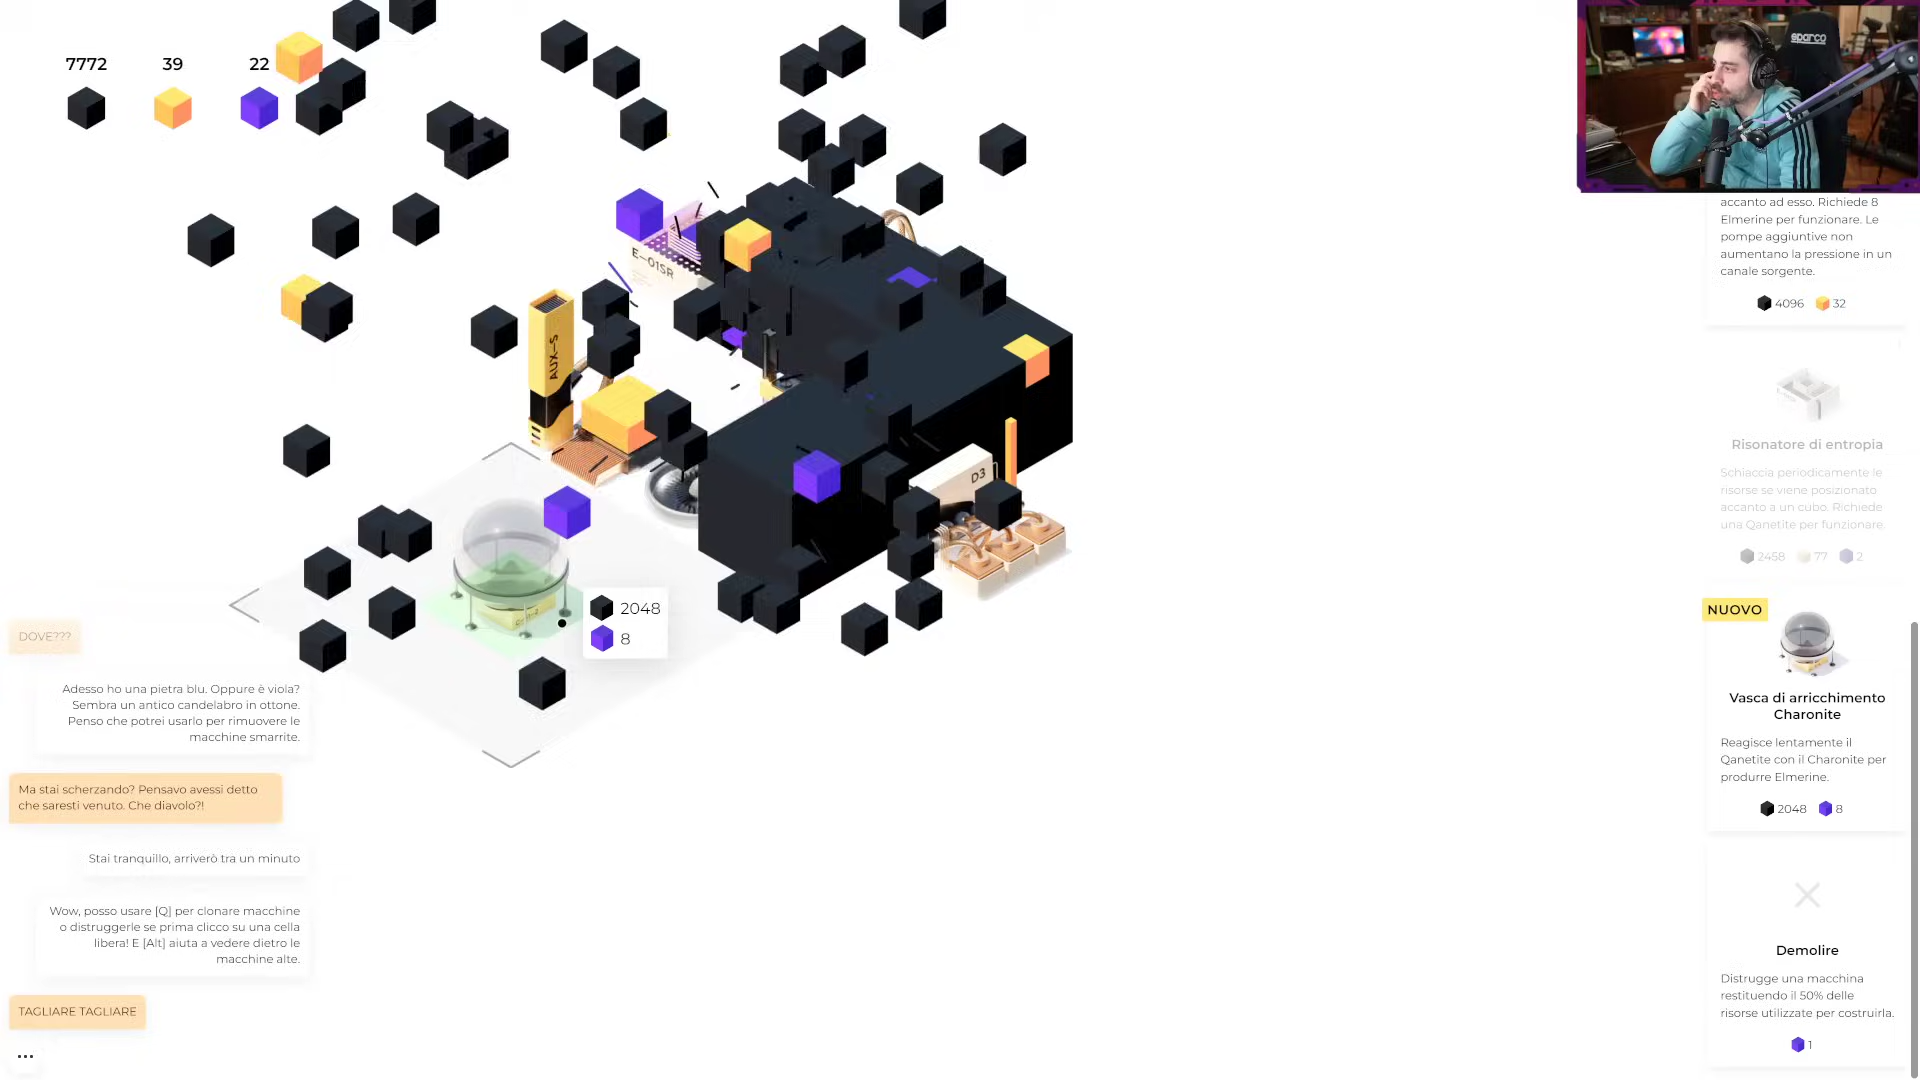 7772
39
22
sparco
E-01SR
AUX-S
D3
2048
8
DOVE???
Adesso ho una pietra blu. Oppure è viola?
Sembra un antico candelabro in ottone.
Penso che potrei usarlo per rimuovere le
macchine smarrite.
Ma stai scherzando? Pensavo avessi detto
che saresti venuto. Che diavolo?!
Stai tranquillo, arriverò tra un minuto
Wow, posso usare [Q] per clonare macchine
o distruggerle se prima clicco su una cella
libera! E [Alt] aiuta a vedere dietro le
macchine alte.
TAGLIARE TAGLIARE
...
accanto ad esso. Richiede 8
Elmerine per funzionare. Le
pompe aggiuntive non
aumentano la pressione in un
canale sorgente.
4096 32
Risonatore di entropia
Schiaccia periodicamente le
risorse se viene posizionato
accanto a un cubo. Richiede
una Qanetite per funzionare.
2458 77 2
NUOVO
Vasca di arricchimento
Charonite
Reagisce lentamente il
Qanetite con il Charonite per
produrre Elmerine.
2048 8
Demolire
Distrugge una macchina
restituendo il 50% delle
risorse utilizzate per costruirla.
1